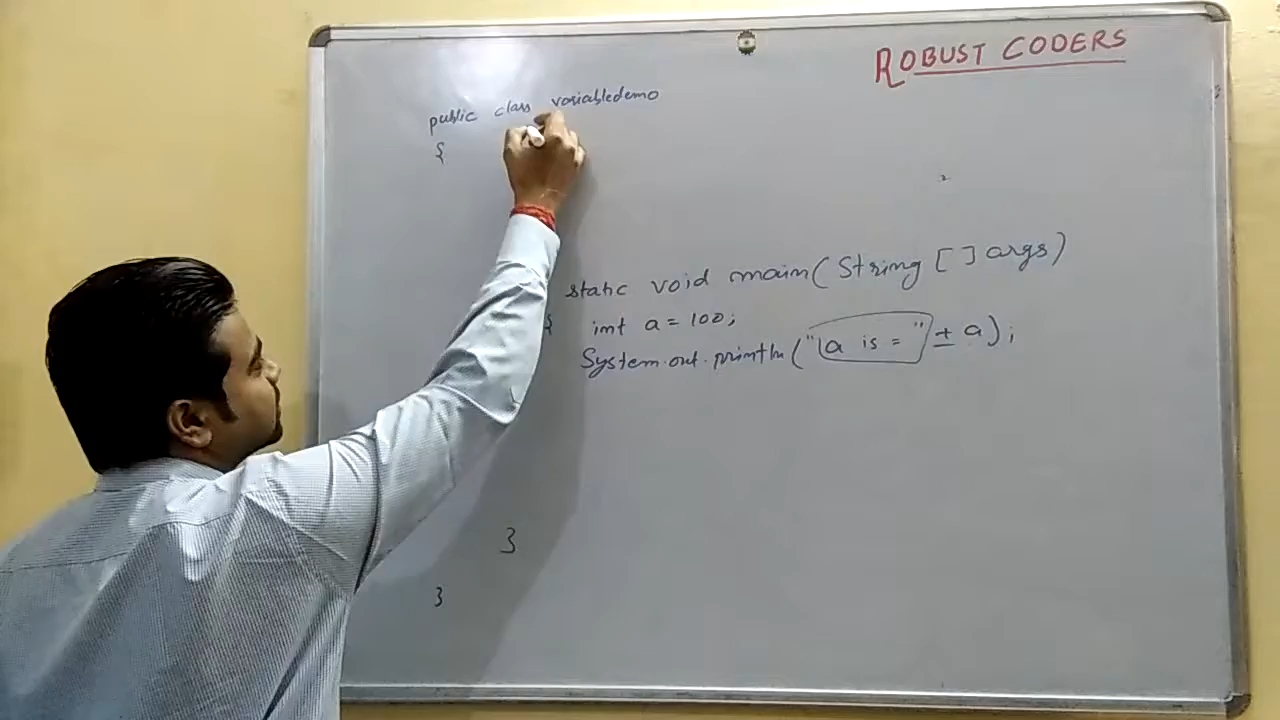 ROBUST CODERS
public class variabledemo
{
static void main(String [ ] args)
{ int a = 100;
System.out.println("a is = " + a);
}
}